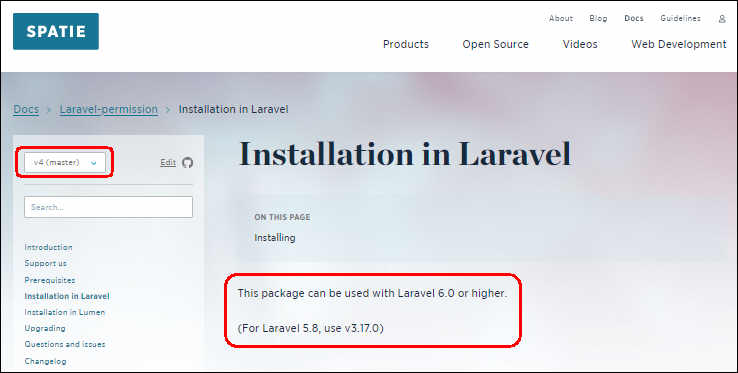 SPATIE
About Blog Docs Guidelines
Products Open Source Videos Web Development
Docs > Laravel-permission > Installation in Laravel
v4 (master)
Edit
Search...
Introduction
Support us
Prerequisites
Installation in Laravel
Installation in Lumen
Upgrading
Questions and issues
Changelog
Installation in Laravel
ON THIS PAGE
Installing
This package can be used with Laravel 6.0 or higher.
(For Laravel 5.8, use v3.17.0)